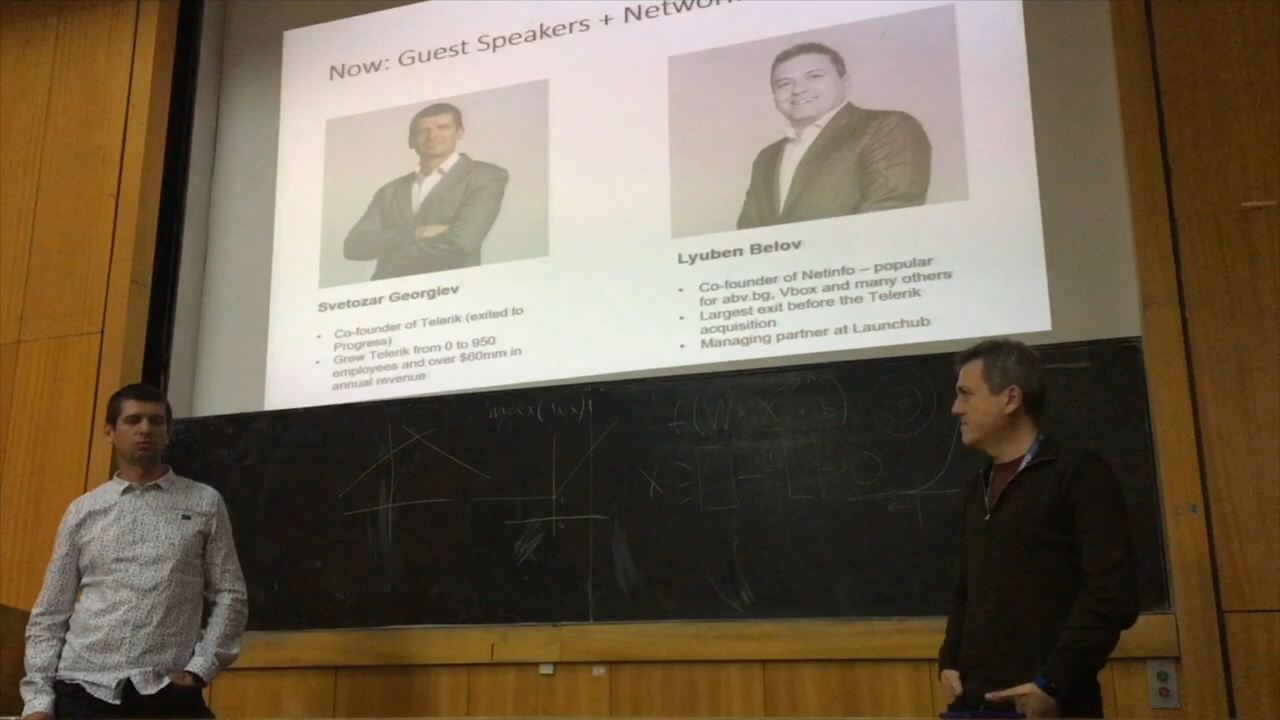 Now: Guest Speakers +
Svetozar Georgiev
• Co-founder of Telerik (exited to
Progress)
• Grew Telerik from 0 to 950
employees and over $60mm in
annual revenue
Lyuben Belov
• Co-founder of Netinfo – popular
for abv.bg, Vbox and many others
• Largest exit before the Telerik
acquisition
• Managing partner at Launchub
f(W · X + b)
X